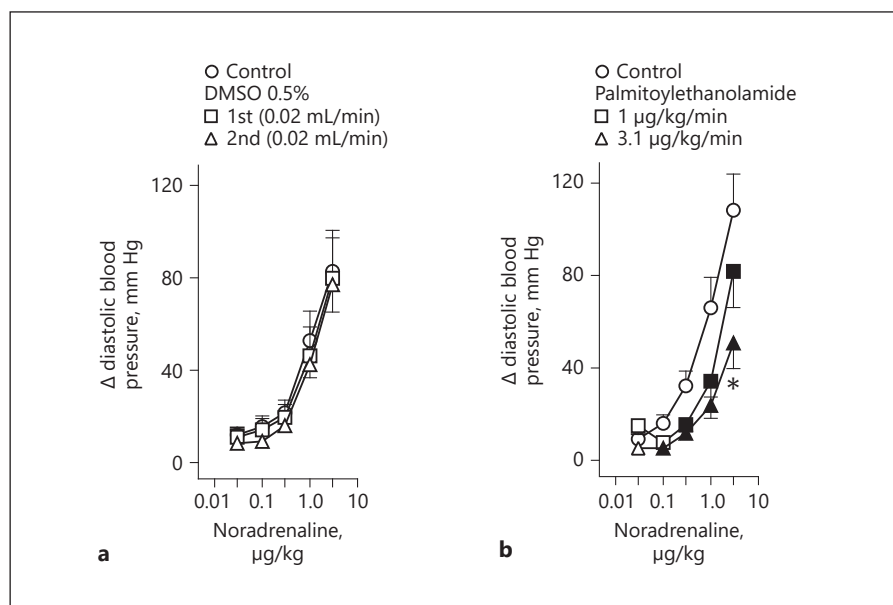 Control
DMSO 0.5%
1st (0.02 mL/min)
2nd (0.02 mL/min)
120
80
40
0
Δ diastolic blood
pressure, mm Hg
0.01 0.1 1.0 10
Noradrenaline,
µg/kg
a
Control
Palmitoylethanolamide
1 µg/kg/min
3.1 µg/kg/min
120
80
40
0
Δ diastolic blood
pressure, mm Hg
*
0.01 0.1 1.0 10
Noradrenaline,
µg/kg
b